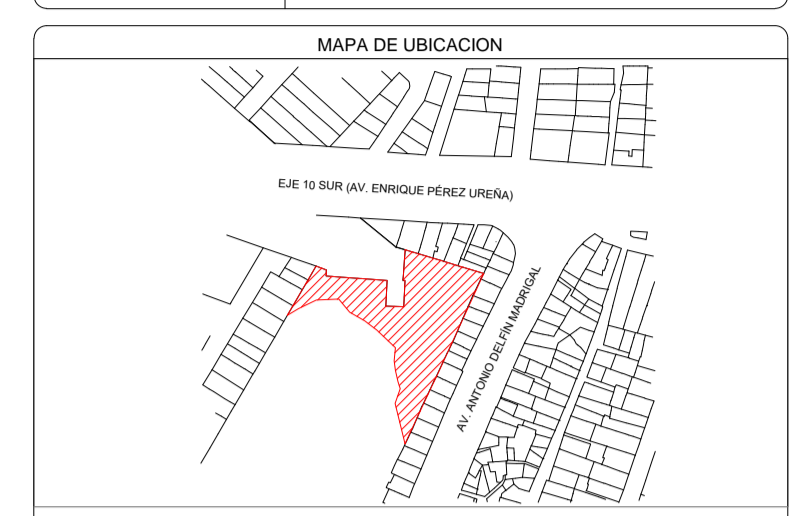 MAPA DE UBICACION
EJE 10 SUR (AV. ENRIQUE PÉREZ UREÑA)
AV. ANTONIO DELFÍN MADRIGAL